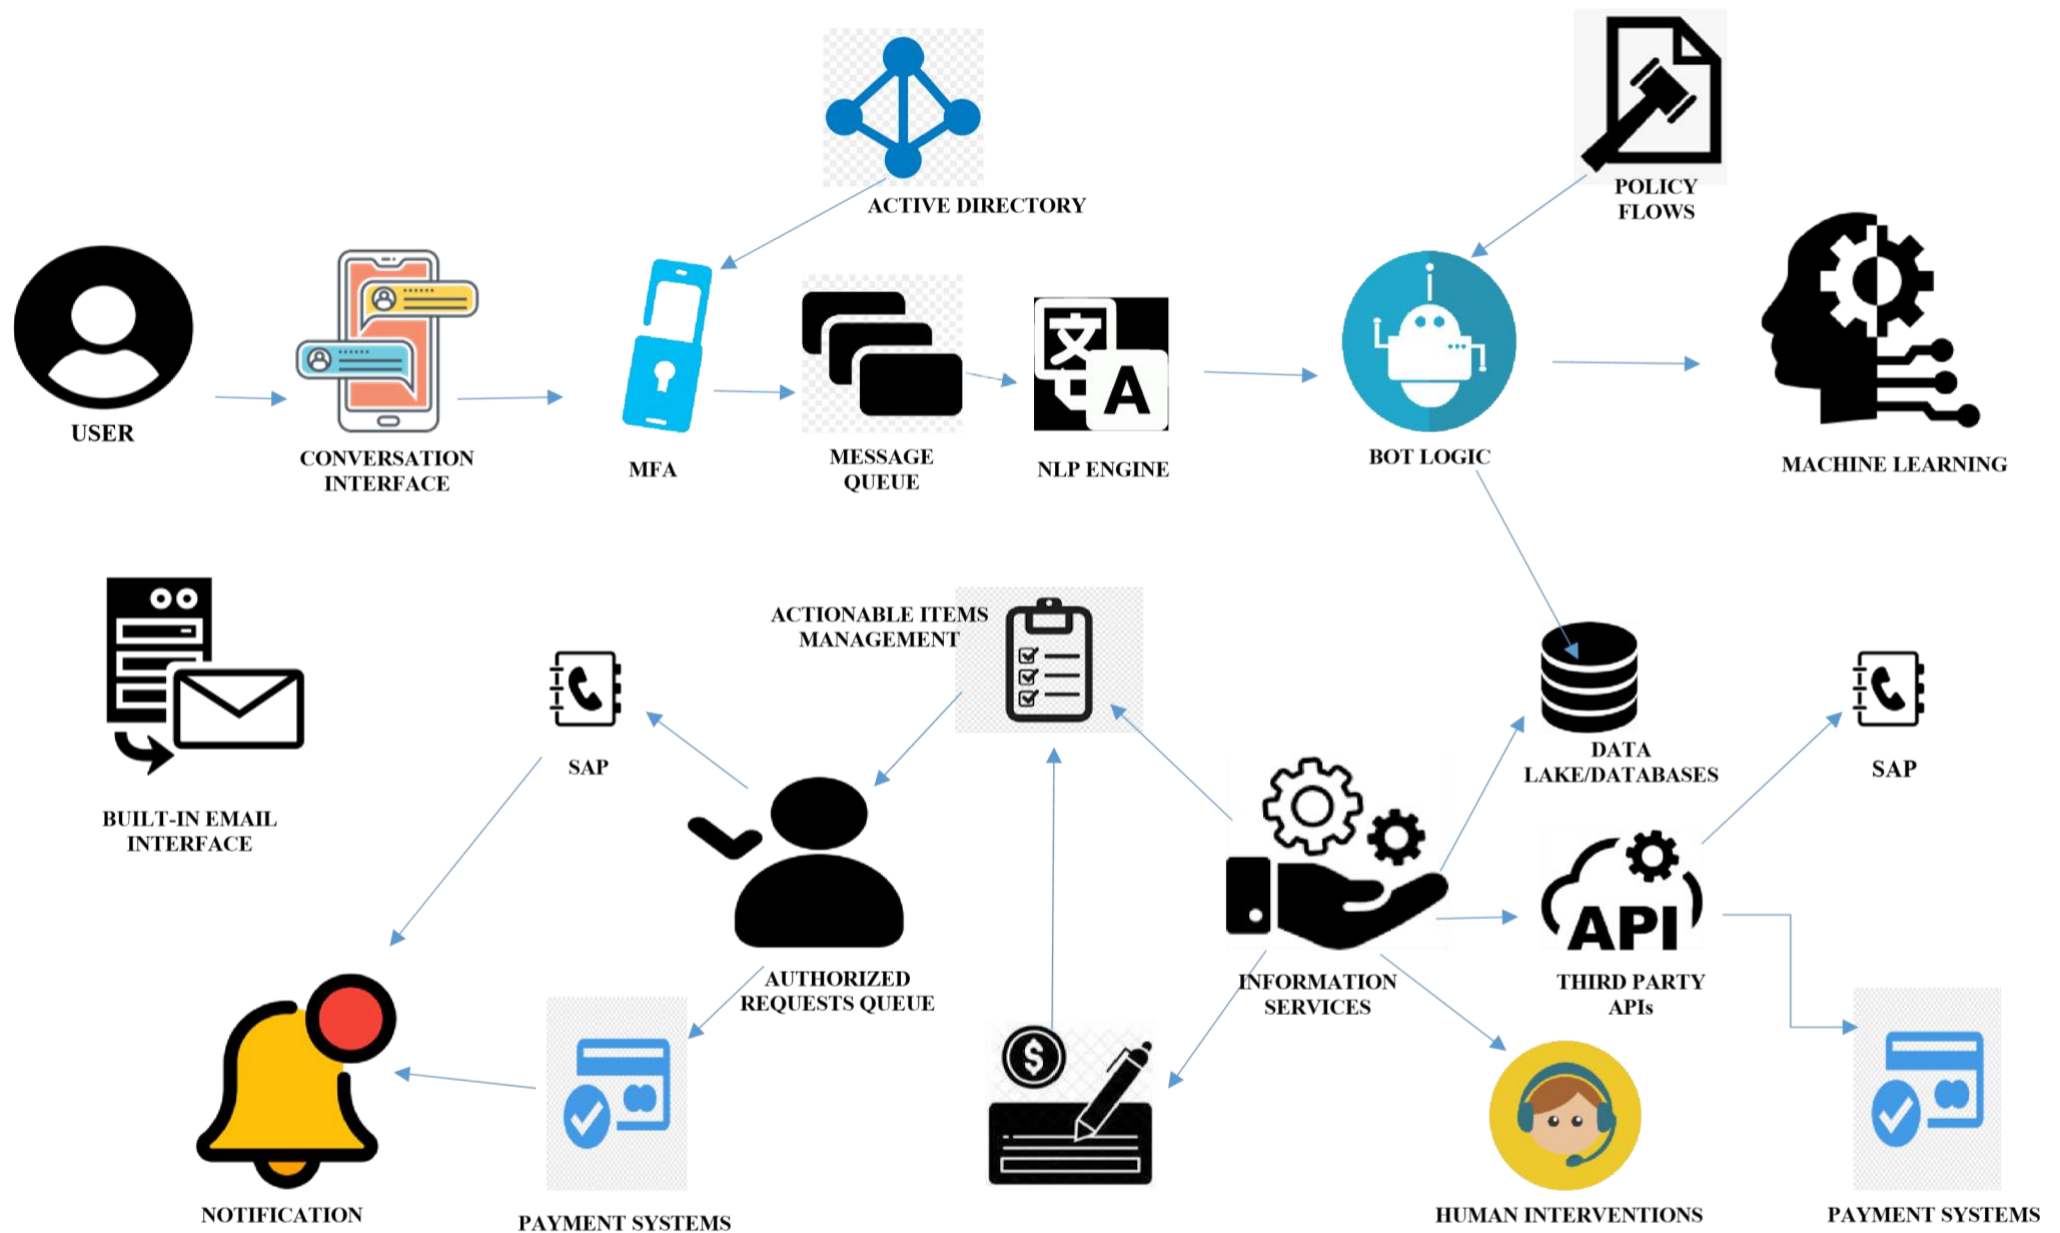 ACTIVE DIRECTORY
POLICY
FLOWS
USER
CONVERSATION
INTERFACE
MFA
MESSAGE
QUEUE
文
A
NLP ENGINE
BOT LOGIC
MACHINE LEARNING
BUILT-IN EMAIL
INTERFACE
SAP
ACTIONABLE ITEMS
MANAGEMENT
DATA
LAKE/DATABASES
SAP
AUTHORIZED
REQUESTS QUEUE
INFORMATION
SERVICES
API
THIRD PARTY
APIs
$
NOTIFICATION
PAYMENT SYSTEMS
HUMAN INTERVENTIONS
PAYMENT SYSTEMS